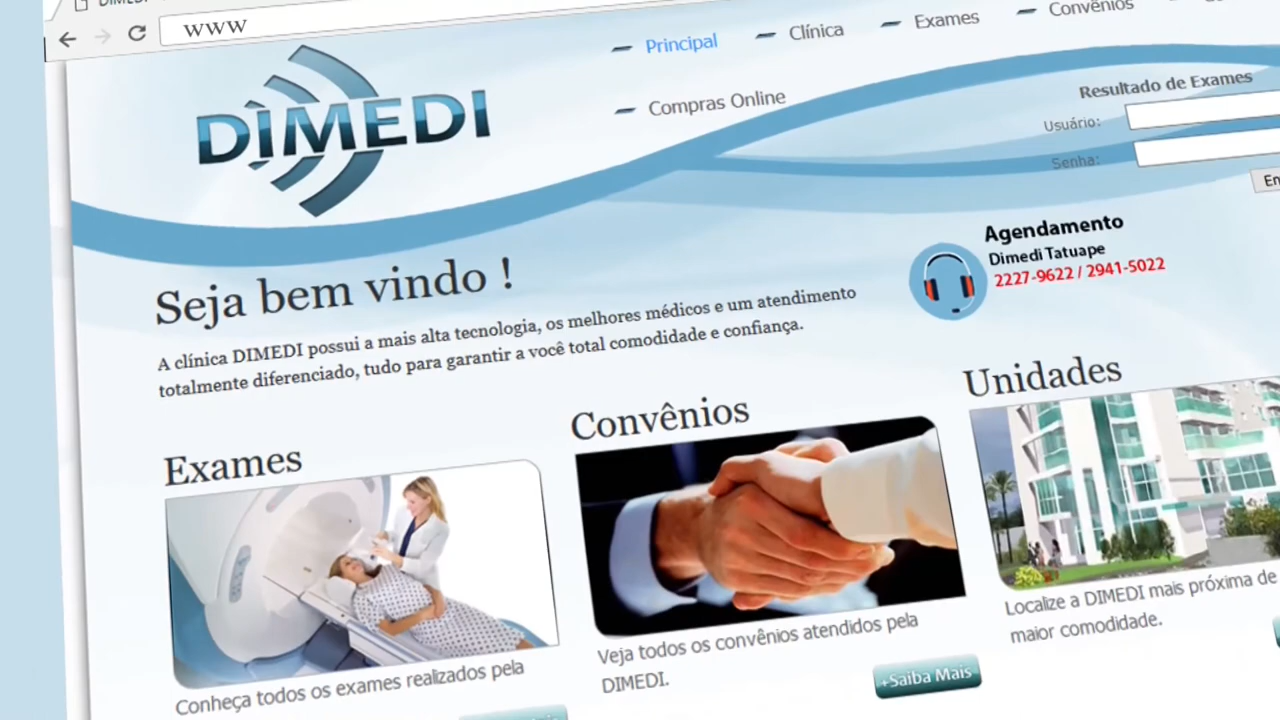 DIMEDI
www
Principal
Clínica
Exames
Convênios
Compras Online
DIMEDI
Resultado de Exames
Usuário:
Senha:
Agendamento
Dimedi Tatuape
2227-9622 / 2941-5022
Seja bem vindo !
A clínica DIMEDI possui a mais alta tecnologia, os melhores médicos e um atendimento
totalmente diferenciado, tudo para garantir a você total comodidade e confiança.
Exames
Conheça todos os exames realizados pela
Convênios
Veja todos os convênios atendidos pela
DIMEDI.
+Saiba Mais
Unidades
Localize a DIMEDI mais próxima de
maior comodidade.